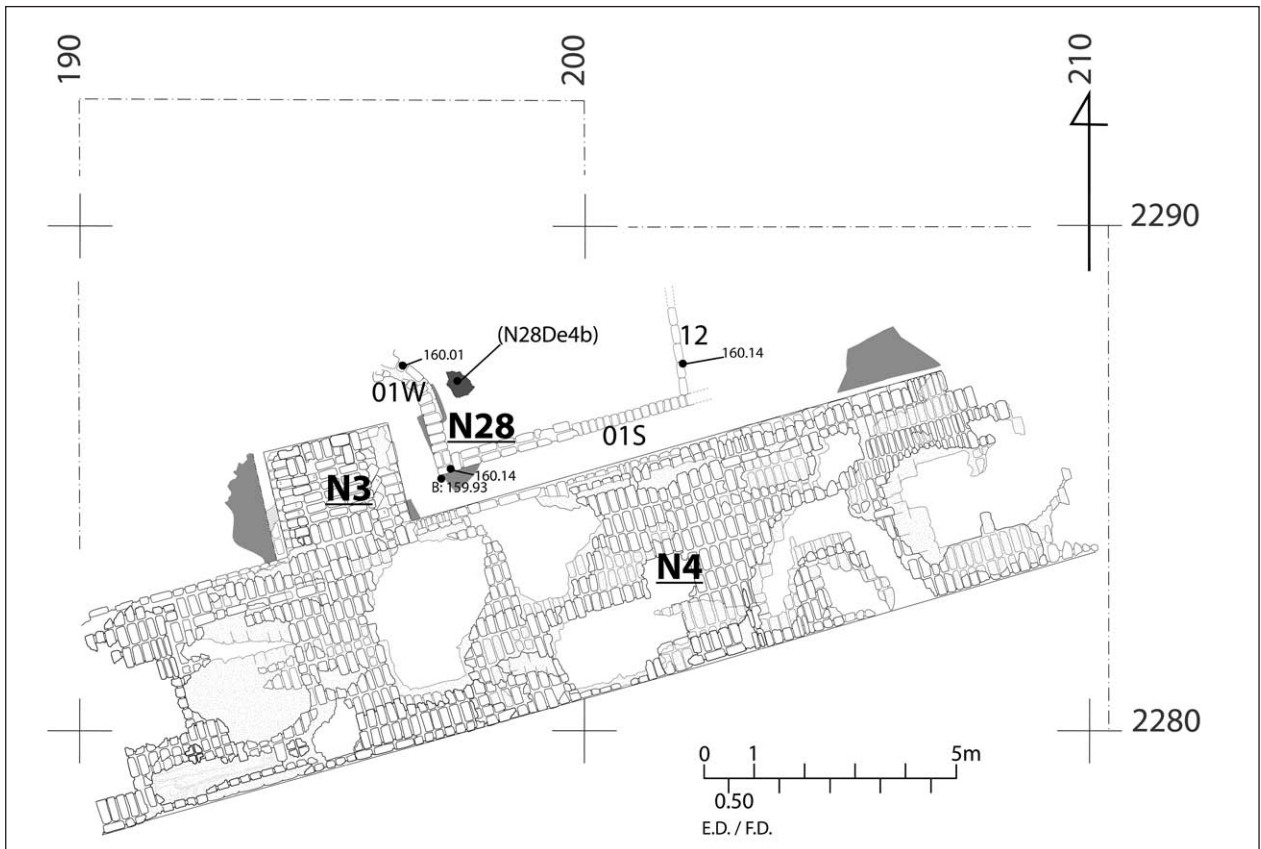 190
200
210
2290
12
160.14
(N28De4b)
160.01
01W
N28
01S
160.14
B: 159.93
N3
N4
2280
0 1 5m
0.50
E.D. / F.D.